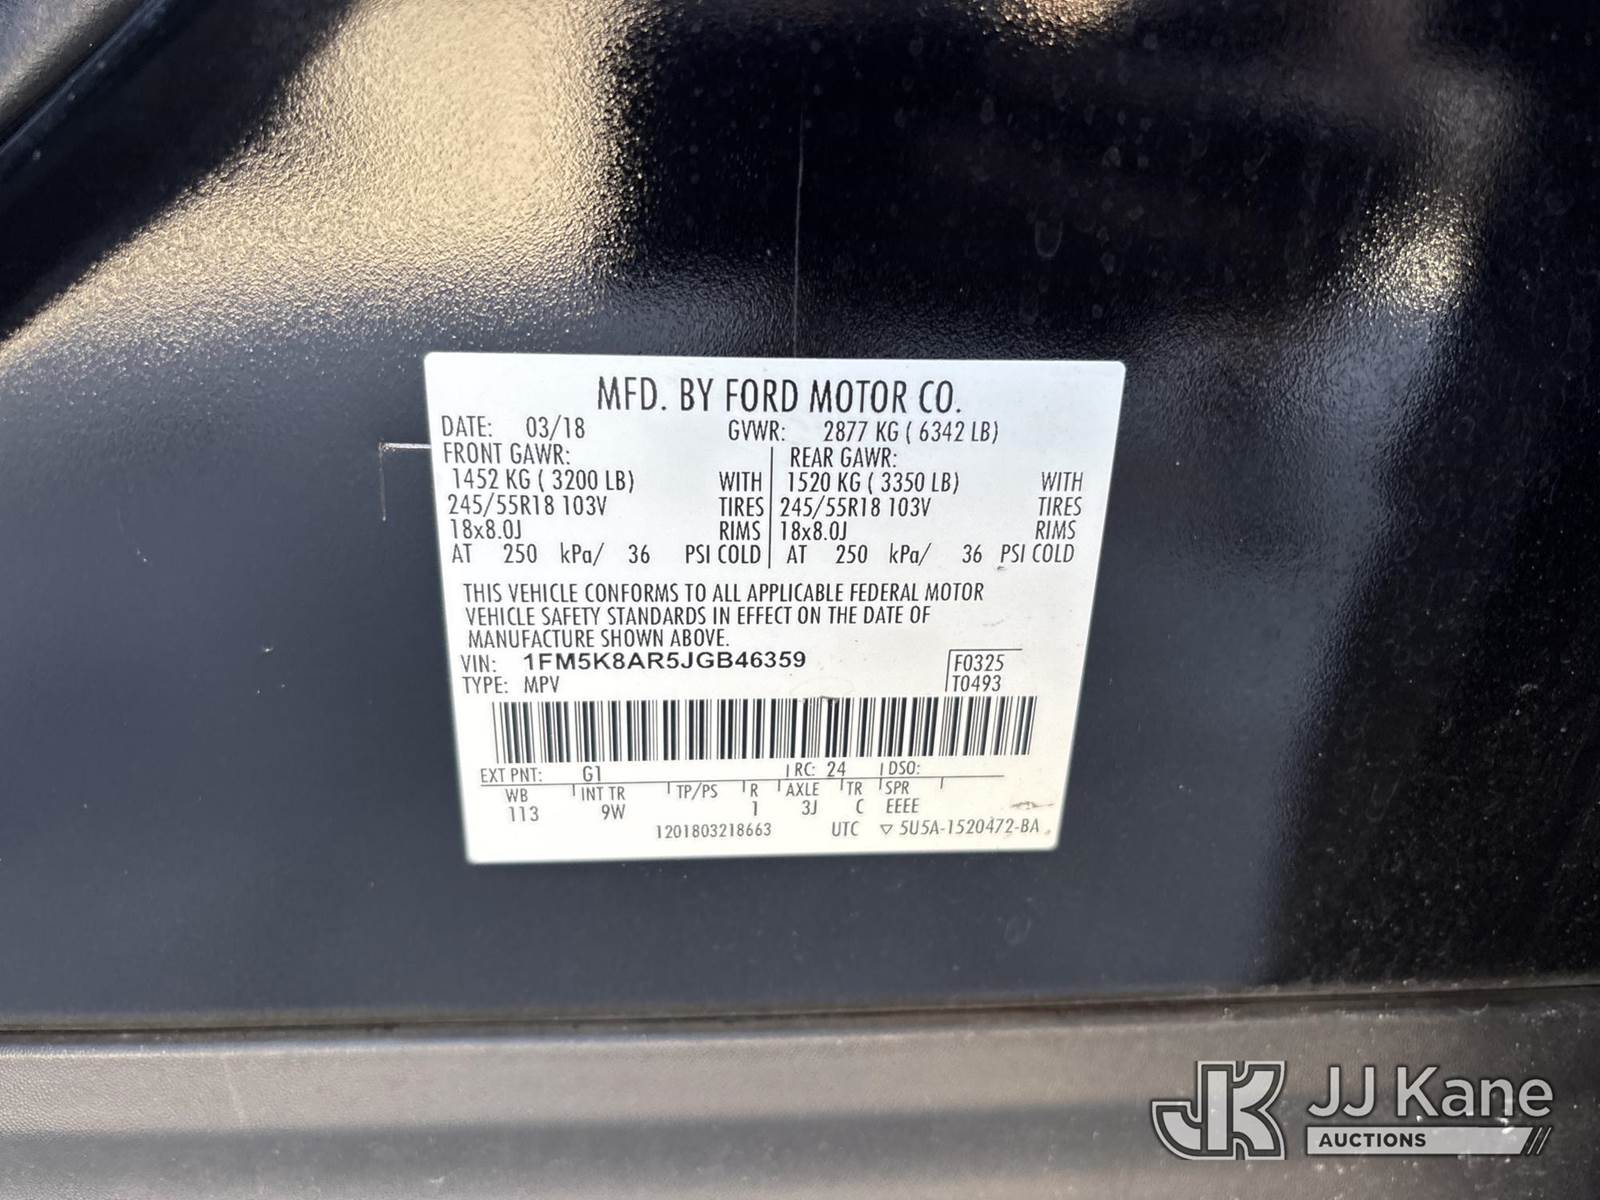 MFD. BY FORD MOTOR CO.
DATE: 03/18 GVWR: 2877 KG ( 6342 LB)
FRONT GAWR: REAR GAWR:
1452 KG ( 3200 LB) WITH 1520 KG ( 3350 LB) WITH
245/55R18 103V TIRES 245/55R18 103V TIRES
18x8.0J RIMS 18x8.0J RIMS
AT 250 kPa/ 36 PSI COLD AT 250 kPa/ 36 PSI COLD
THIS VEHICLE CONFORMS TO ALL APPLICABLE FEDERAL MOTOR
VEHICLE SAFETY STANDARDS IN EFFECT ON THE DATE OF
MANUFACTURE SHOWN ABOVE.
VIN: 1FM5K8AR5JGB46359 F0325
TYPE: MPV T0493
EXT PNT: G1 RC: 24 DSO:
WB INT TR TP/PS R AXLE TR SPR
113 9W 1 3J C EEEE
1201803218663 UTC ▽ 5U5A-1520472-BA
JK JJ Kane
AUCTIONS